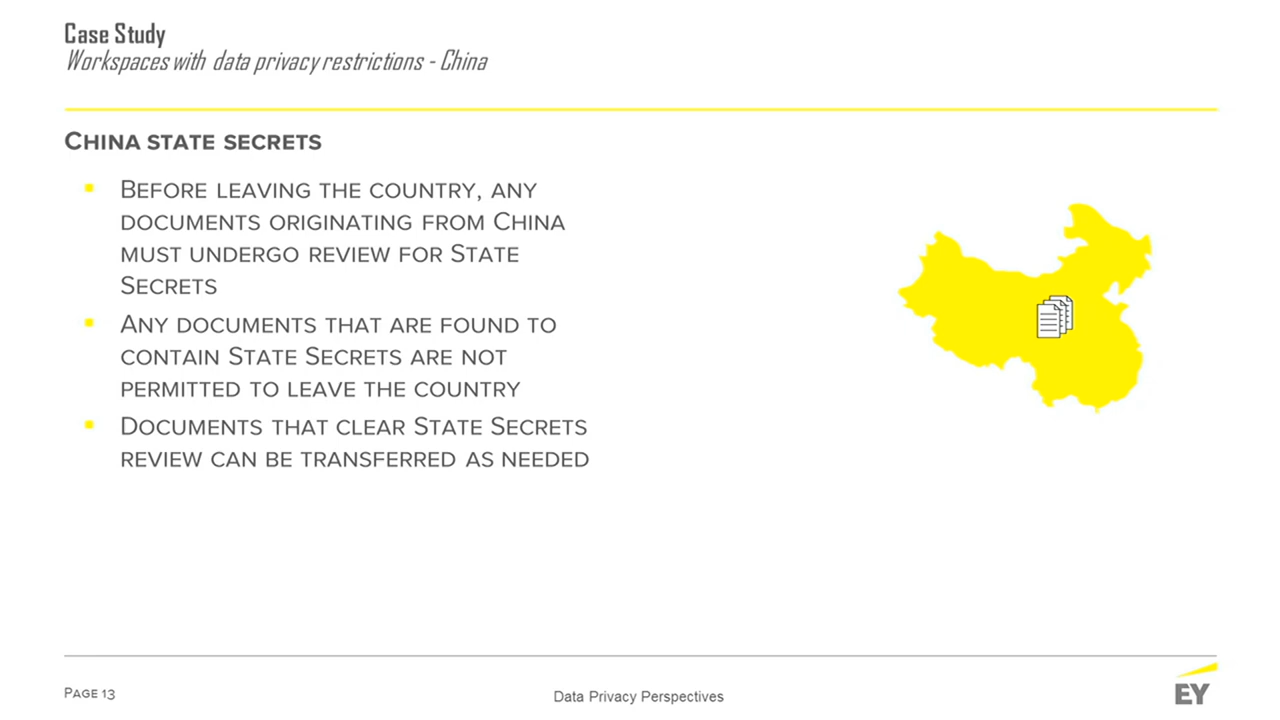 Case Study
Workspaces with data privacy restrictions - China
China state secrets
Before leaving the country, any
documents originating from China
must undergo review for State
Secrets
Any documents that are found to
contain State Secrets are not
permitted to leave the country
Documents that clear State Secrets
review can be transferred as needed
Page 13
Data Privacy Perspectives
EY